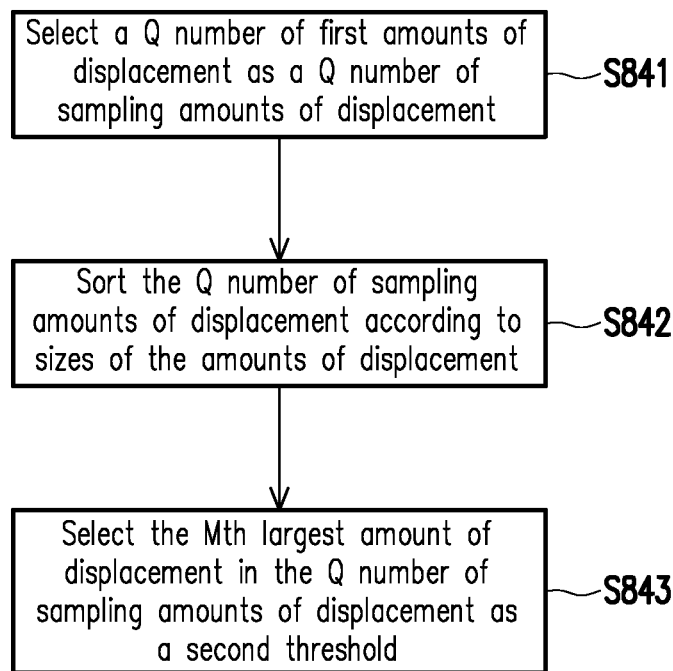 Select a Q number of first amounts of
displacement as a Q number of
sampling amounts of displacement
S841
Sort the Q number of sampling
amounts of displacement according to
sizes of the amounts of displacement
S842
Select the Mth largest amount of
displacement in the Q number of
sampling amounts of displacement as
a second threshold
S843